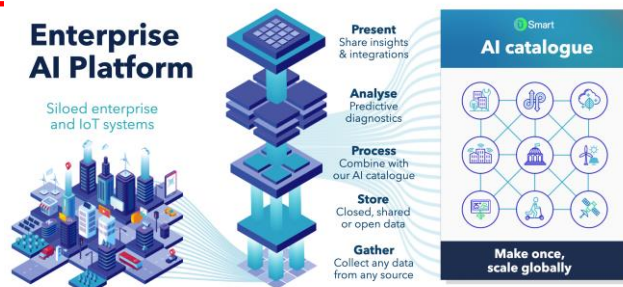 Enterprise
AI Platform
Siloed enterprise
and IoT systems
Present
Share insights
& integrations
Analyse
Predictive
diagnostics
Process
Combine with
our AI catalogue
Store
Closed, shared
or open data
Gather
Collect any data
from any source
Smart
AI catalogue
Make once,
scale globally